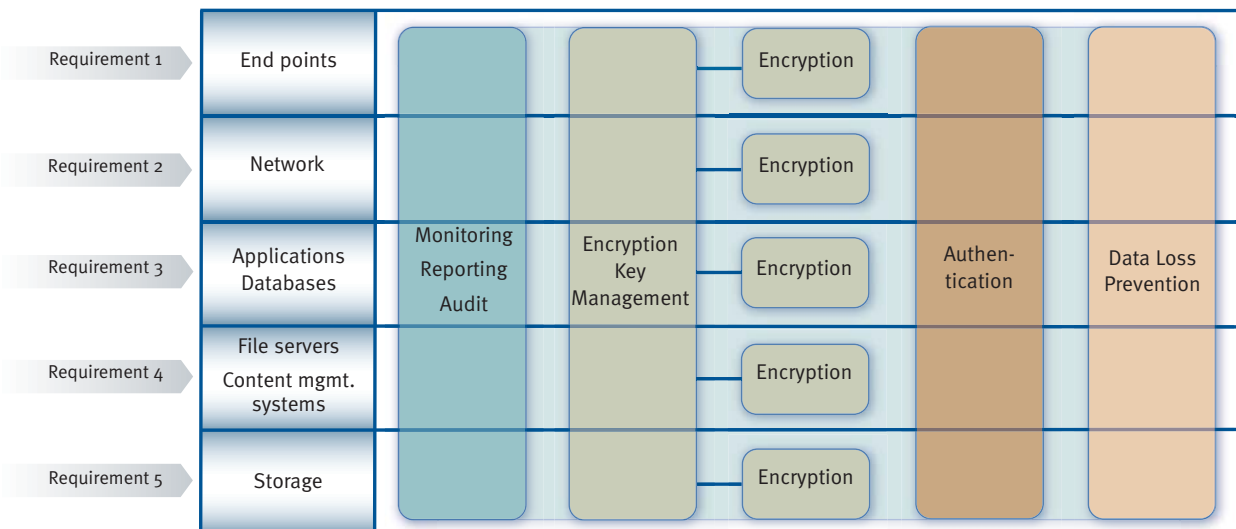 Requirement 1
End points
Encryption
Requirement 2
Network
Encryption
Requirement 3
Applications
Databases
Monitoring
Reporting
Audit
Encryption
Key
Management
Encryption
Authen-
tication
Data Loss
Prevention
Requirement 4
File servers
Content mgmt.
systems
Encryption
Requirement 5
Storage
Encryption